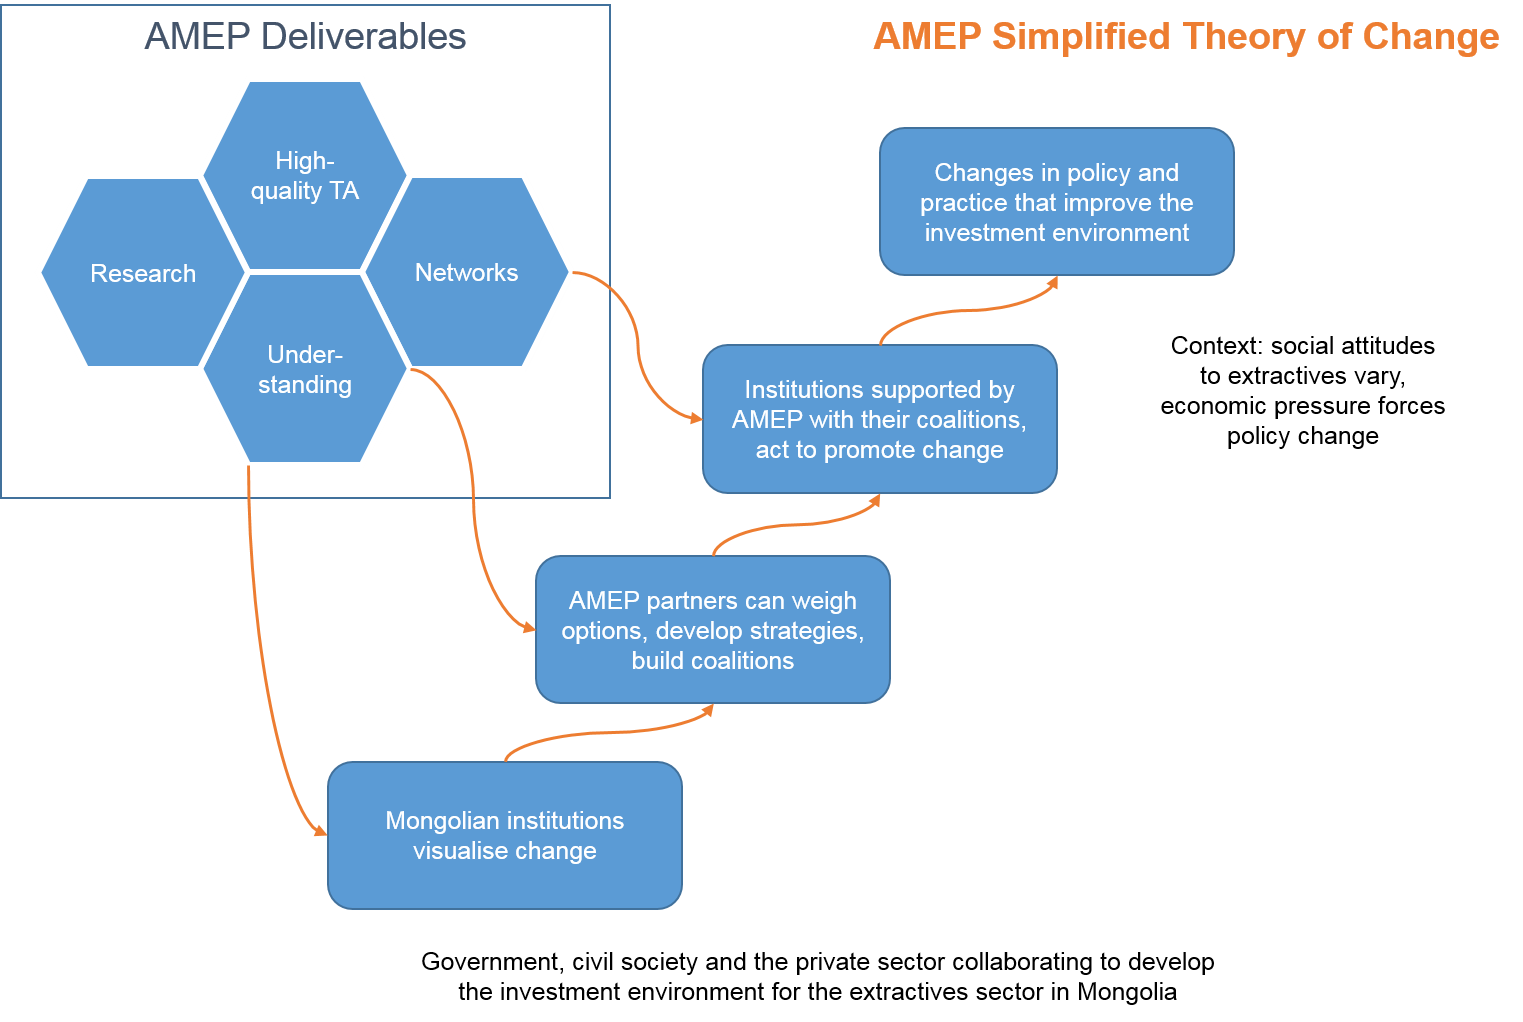 AMEP Deliverables
AMEP Simplified Theory of Change
High-
quality TA
Research
Networks
Under-
standing
Changes in policy and
practice that improve the
investment environment
Context: social attitudes
to extractives vary,
economic pressure forces
policy change
Institutions supported by
AMEP with their coalitions,
act to promote change
AMEP partners can weigh
options, develop strategies,
build coalitions
Mongolian institutions
visualise change
Government, civil society and the private sector collaborating to develop
the investment environment for the extractives sector in Mongolia